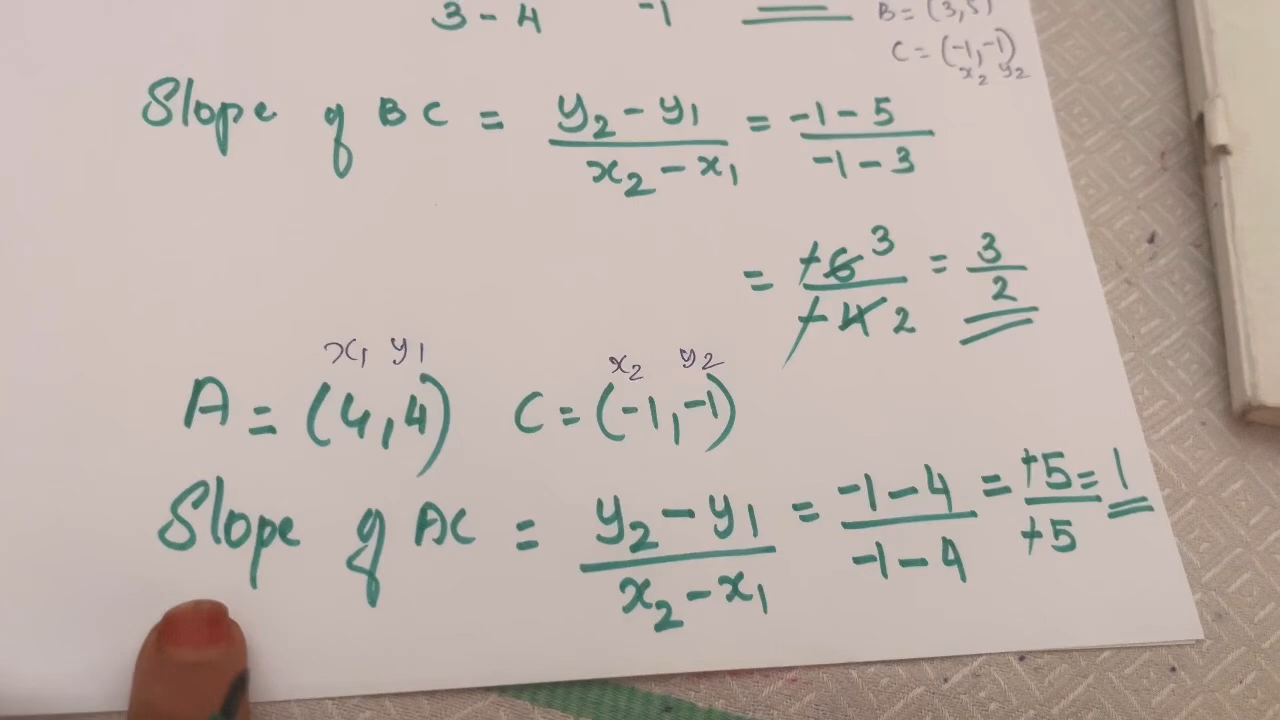 3 - 4 -1 B = (3,5)
C = (-1,-1)
x₂ y₂
Slope of BC = y₂ - y₁ / x₂ - x₁ = -1 - 5 / -1 - 3
= -6 3 / -4 2 = 3/2
x₁ y₁ x₂ y₂
A = (4,4) C = (-1,-1)
Slope of AC = y₂ - y₁ / x₂ - x₁ = -1 - 4 / -1 - 4 = +5 / +5 = 1